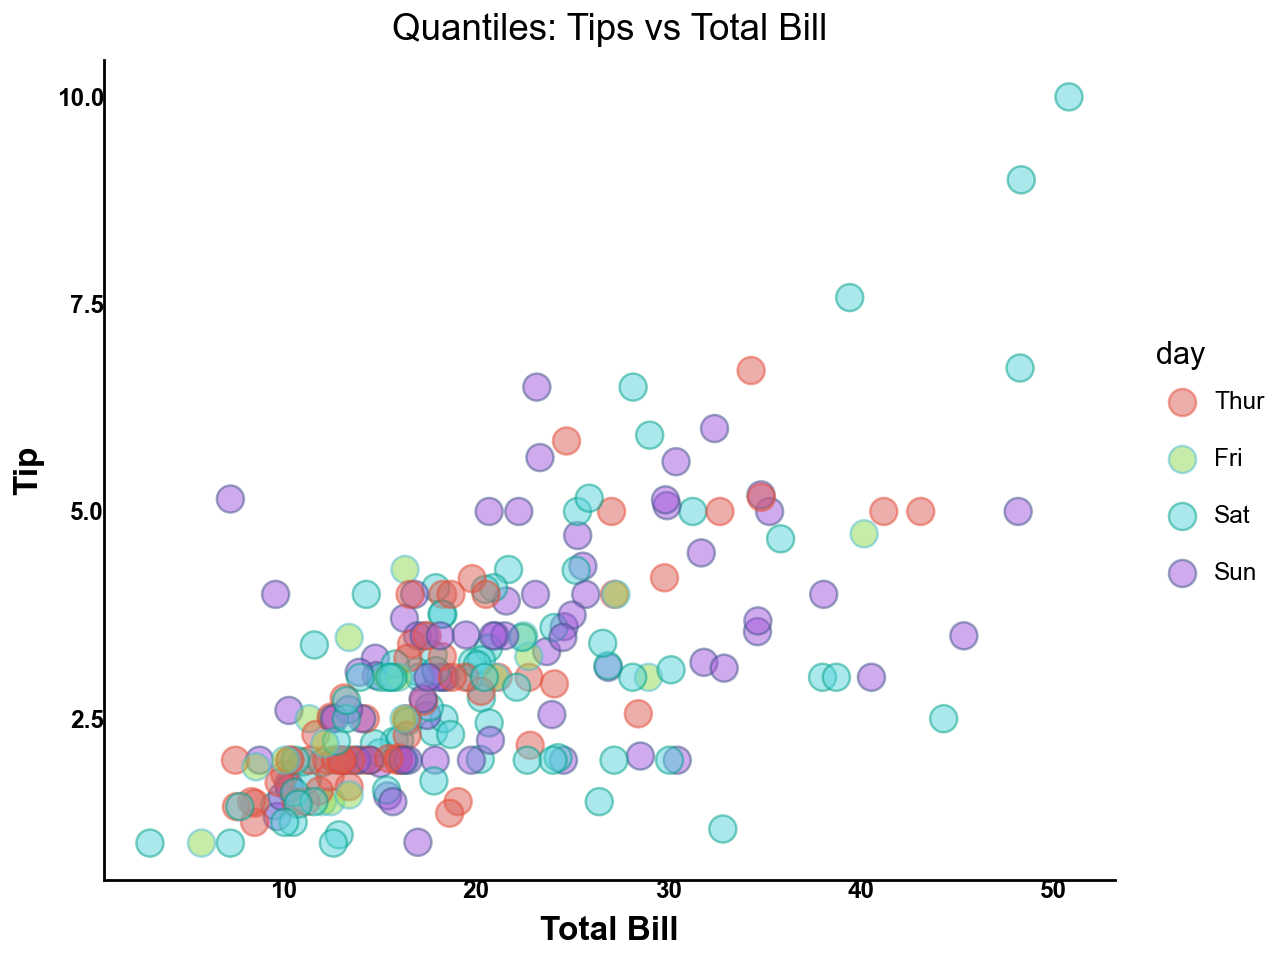 Quantiles: Tips vs Total Bill
10.0
7.5
5.0
2.5
Tip
10 20 30 40 50
Total Bill
day
Thur
Fri
Sat
Sun